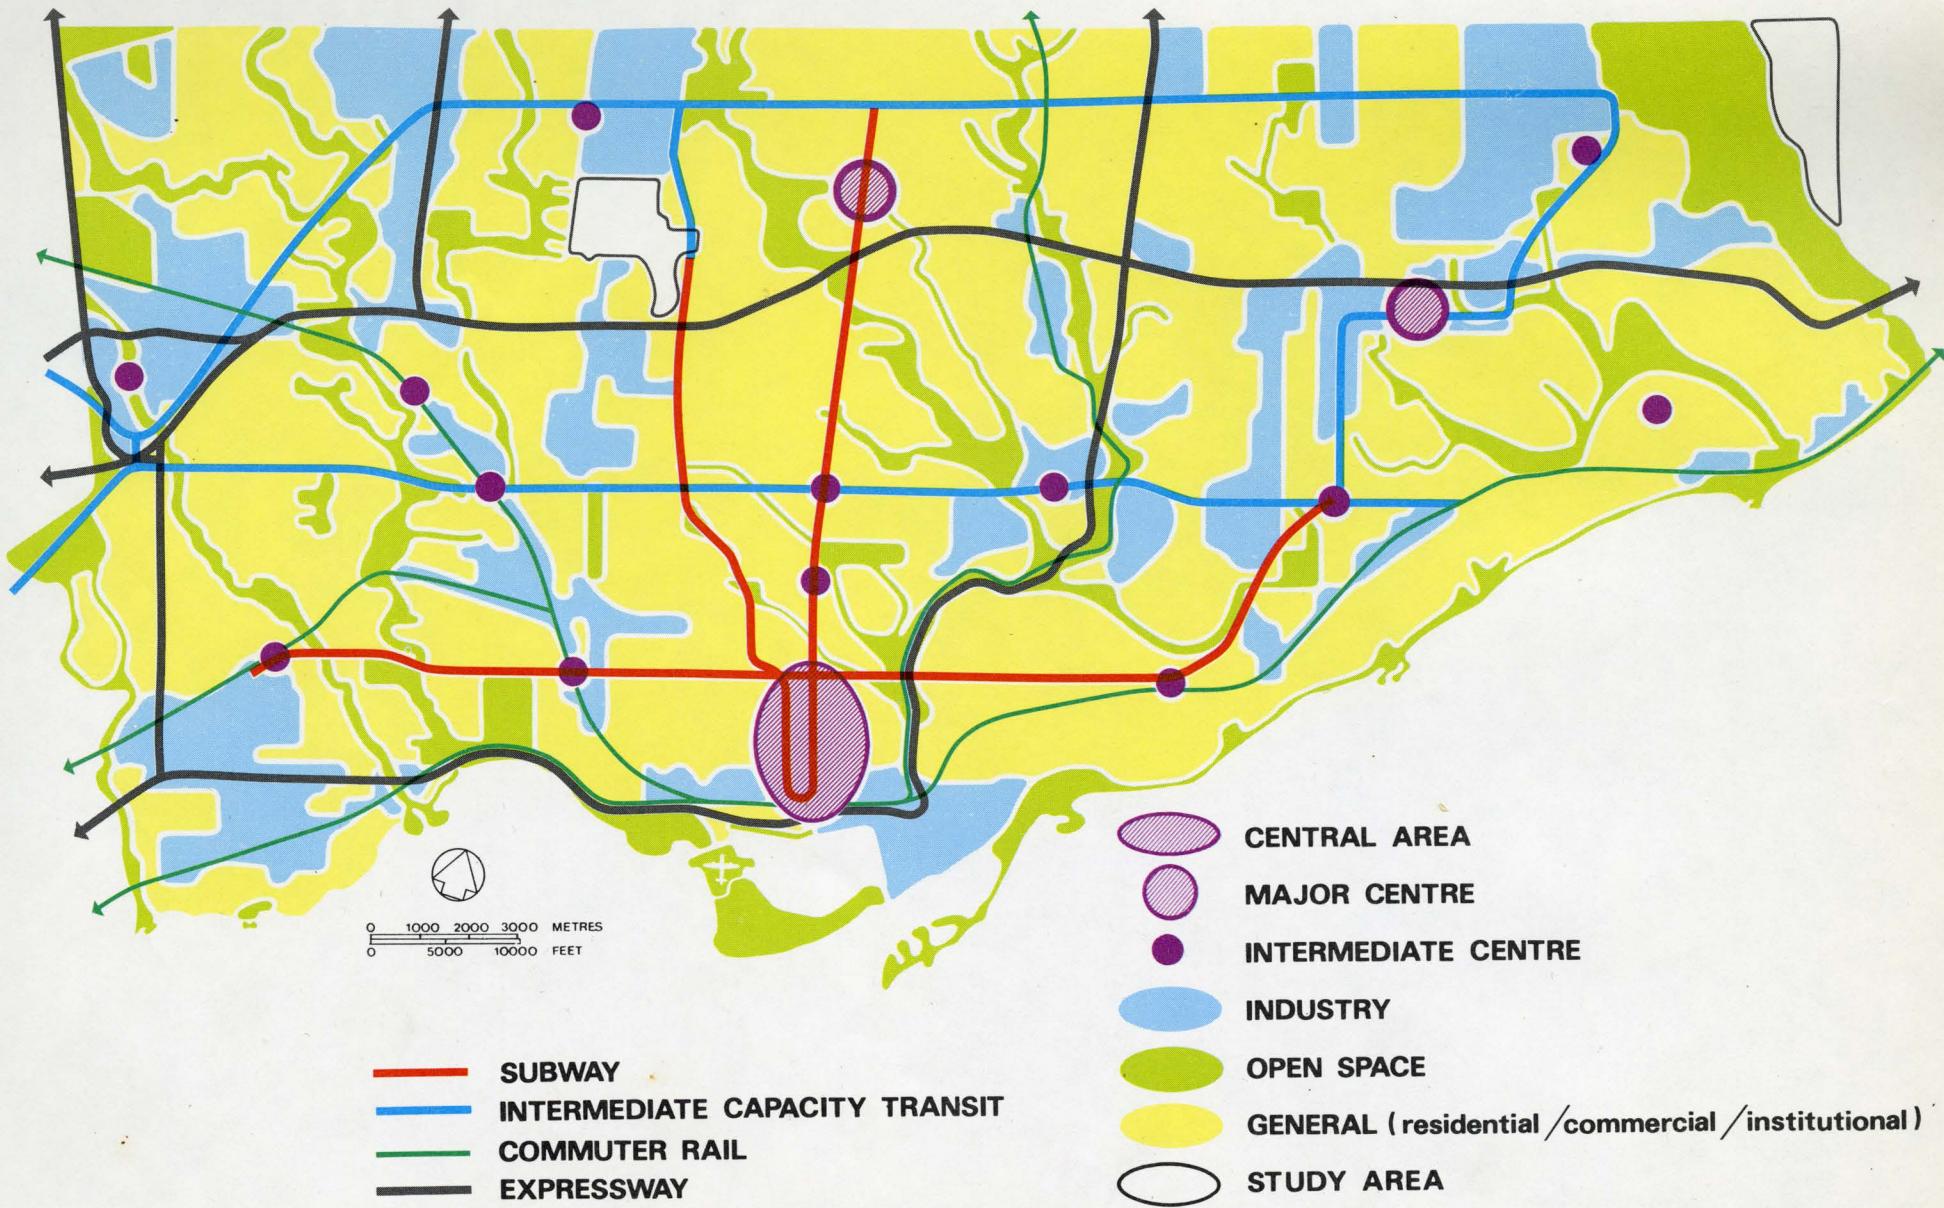 0 1000 2000 3000 METRES
0 5000 10000 FEET
SUBWAY
INTERMEDIATE CAPACITY TRANSIT
COMMUTER RAIL
EXPRESSWAY
CENTRAL AREA
MAJOR CENTRE
INTERMEDIATE CENTRE
INDUSTRY
OPEN SPACE
GENERAL (residential/commercial/institutional)
STUDY AREA